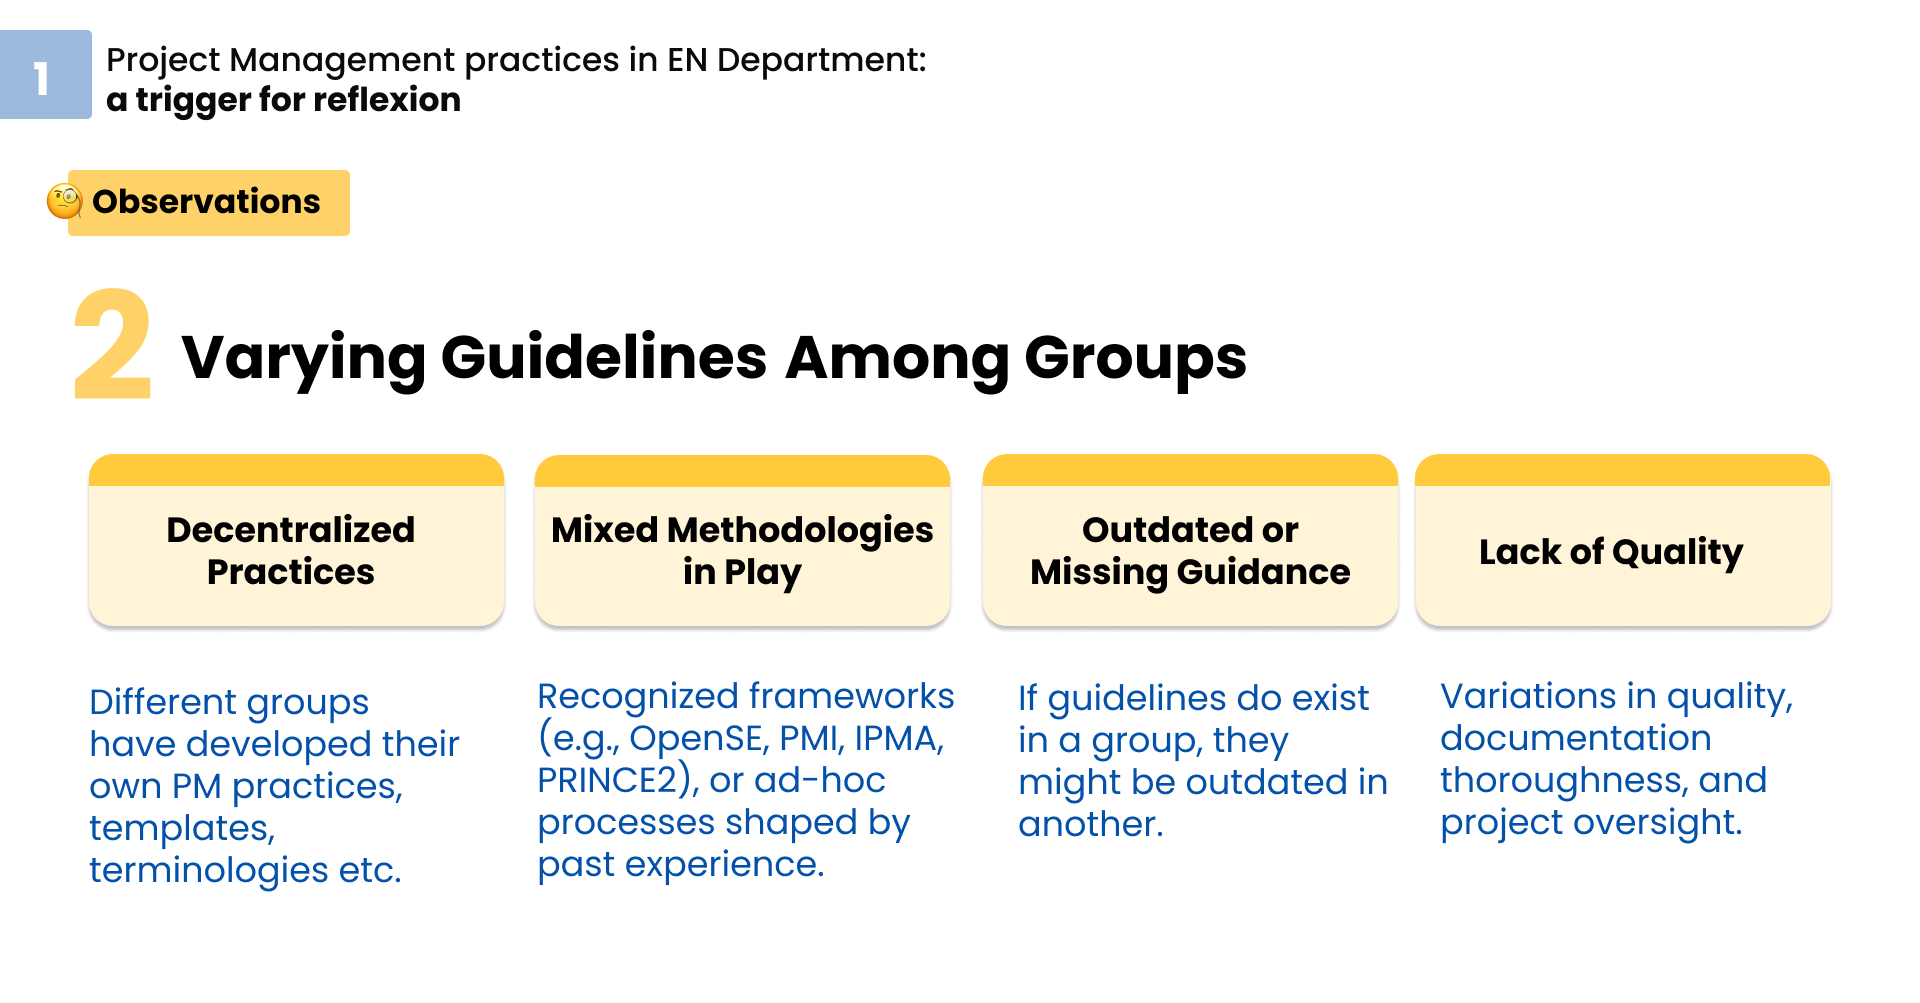 1
Project Management practices in EN Department:
a trigger for reflexion
Observations
2
Varying Guidelines Among Groups
Decentralized
Practices
Different groups
have developed their
own PM practices,
templates,
terminologies etc.
Mixed Methodologies
in Play
Recognized frameworks
(e.g., OpenSE, PMI, IPMA,
PRINCE2), or ad-hoc
processes shaped by
past experience.
Outdated or
Missing Guidance
If guidelines do exist
in a group, they
might be outdated in
another.
Lack of Quality
Variations in quality,
documentation
thoroughness, and
project oversight.